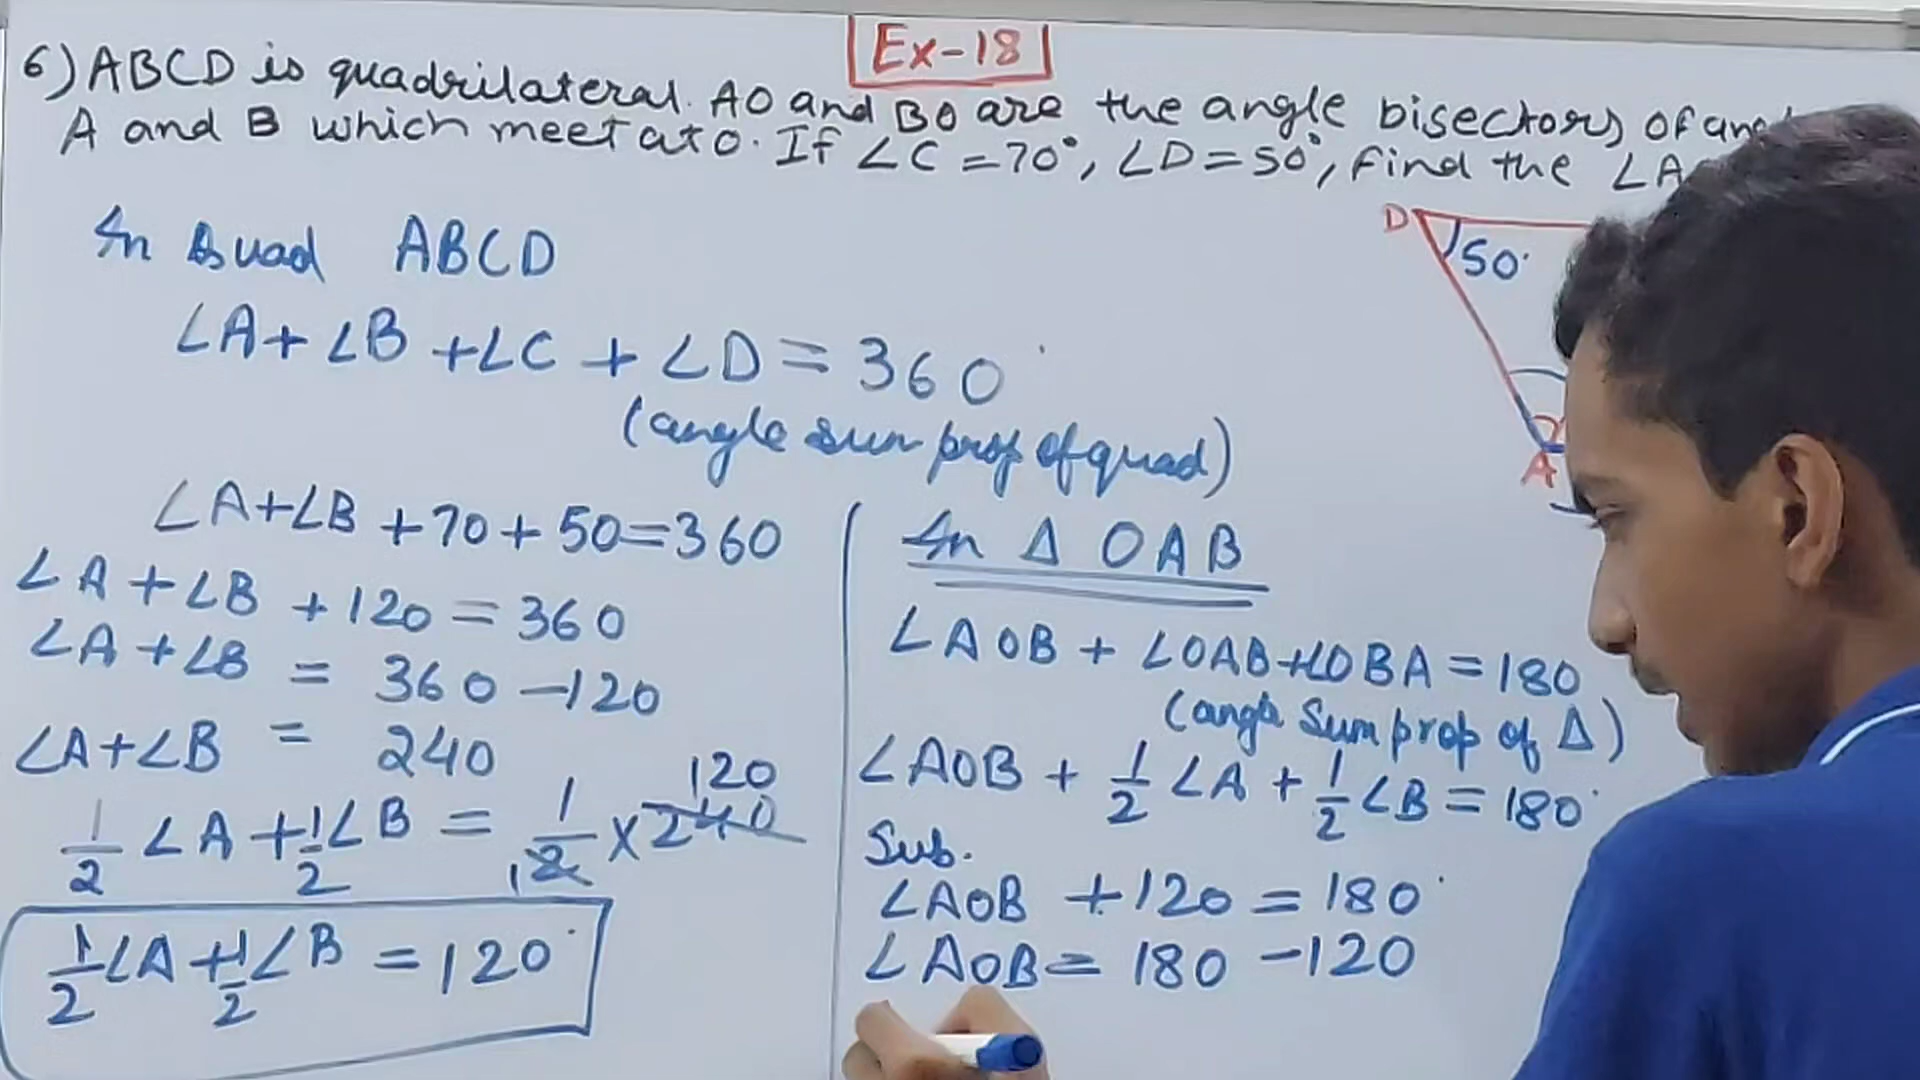 Ex-18
6) ABCD is quadrilateral. AO and BO are the angle bisectors of
A and B which meet at O. If ∠C = 70°, ∠D = 50°, find the
In Quad ABCD
∠A + ∠B + ∠C + ∠D = 360°
(angle sum prop of quad)
∠A + ∠B + 70 + 50 = 360
∠A + ∠B + 120 = 360
∠A + ∠B = 360 - 120
∠A + ∠B = 240
1/2 ∠A + 1/2 ∠B = 1/2 × 240
120
1
1/2 ∠A + 1/2 ∠B = 120°
In Δ OAB
∠AOB + ∠OAB + ∠OBA = 180
(angle sum prop of Δ)
∠AOB + 1/2 ∠A + 1/2 ∠B = 180°
Sub.
∠AOB + 120 = 180°
∠AOB = 180 - 120
D
50°
A